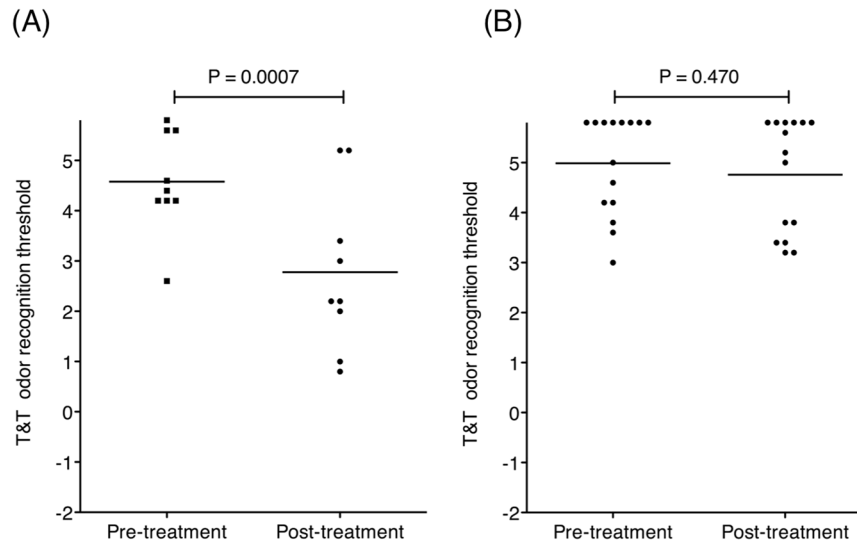 (A)
P = 0.0007
T&T odor recognition threshold
5
4
3
2
1
0
-1
-2
Pre-treatment Post-treatment
(B)
P = 0.470
T&T odor recognition threshold
5
4
3
2
1
0
-1
-2
Pre-treatment Post-treatment